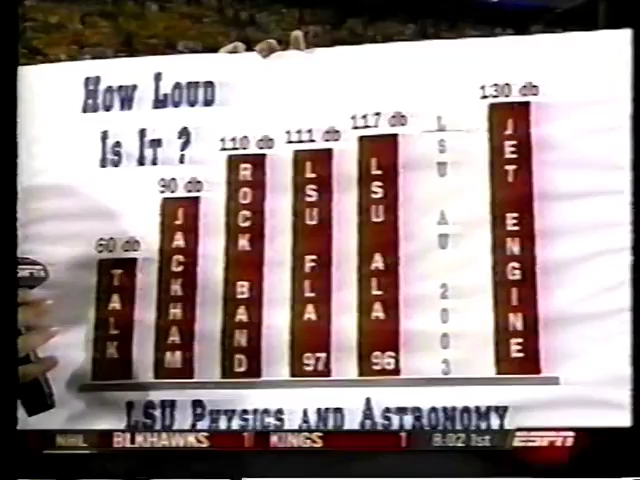 How Loud
Is It ?
60 db
90 db
110 db
111 db
117 db
130 db
TALK
JACKHAM
ROCK BAND
LSU FLA 97
LSU ALA 96
LSU AU 2003
JET ENGINE
LSU Physics and Astronomy
NHL BLKHAWKS 1 KINGS 1 8:02 1st ESPN